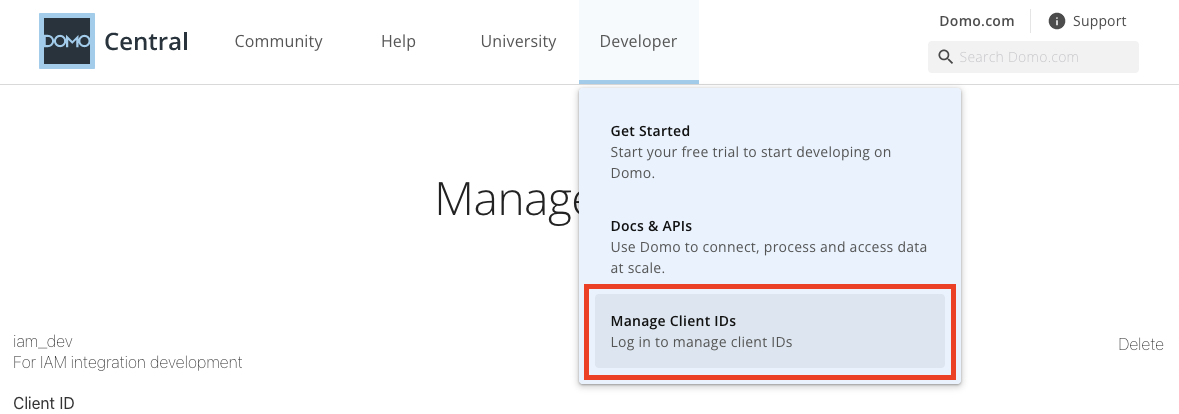 DOMO Central
Community
Help
University
Developer
Domo.com
Support
Search Domo.com
Get Started
Start your free trial to start developing on
Domo.
Docs & APIs
Use Domo to connect, process and access data
at scale.
Manage Client IDs
Log in to manage client IDs
Manage
iam_dev
For IAM integration development
Delete
Client ID